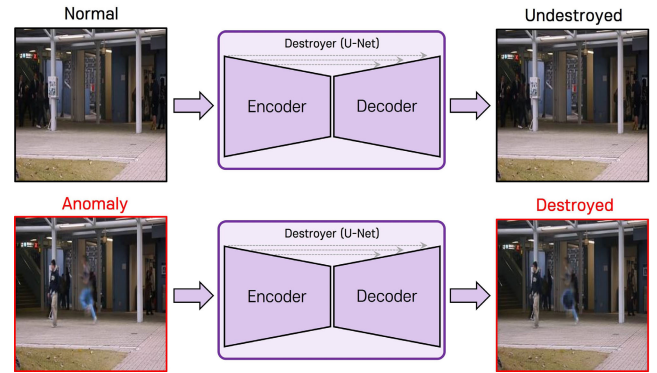 Normal
Undestroyed
Destroyer (U-Net)
Encoder
Decoder
Anomaly
Destroyed
Destroyer (U-Net)
Encoder
Decoder